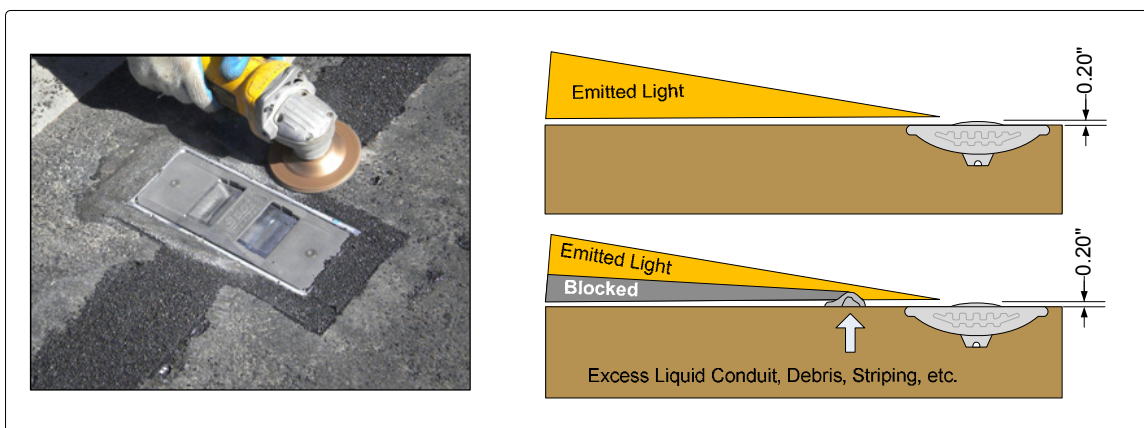 Emitted Light
0.20"
Emitted Light
Blocked
0.20"
Excess Liquid Conduit, Debris, Striping, etc.